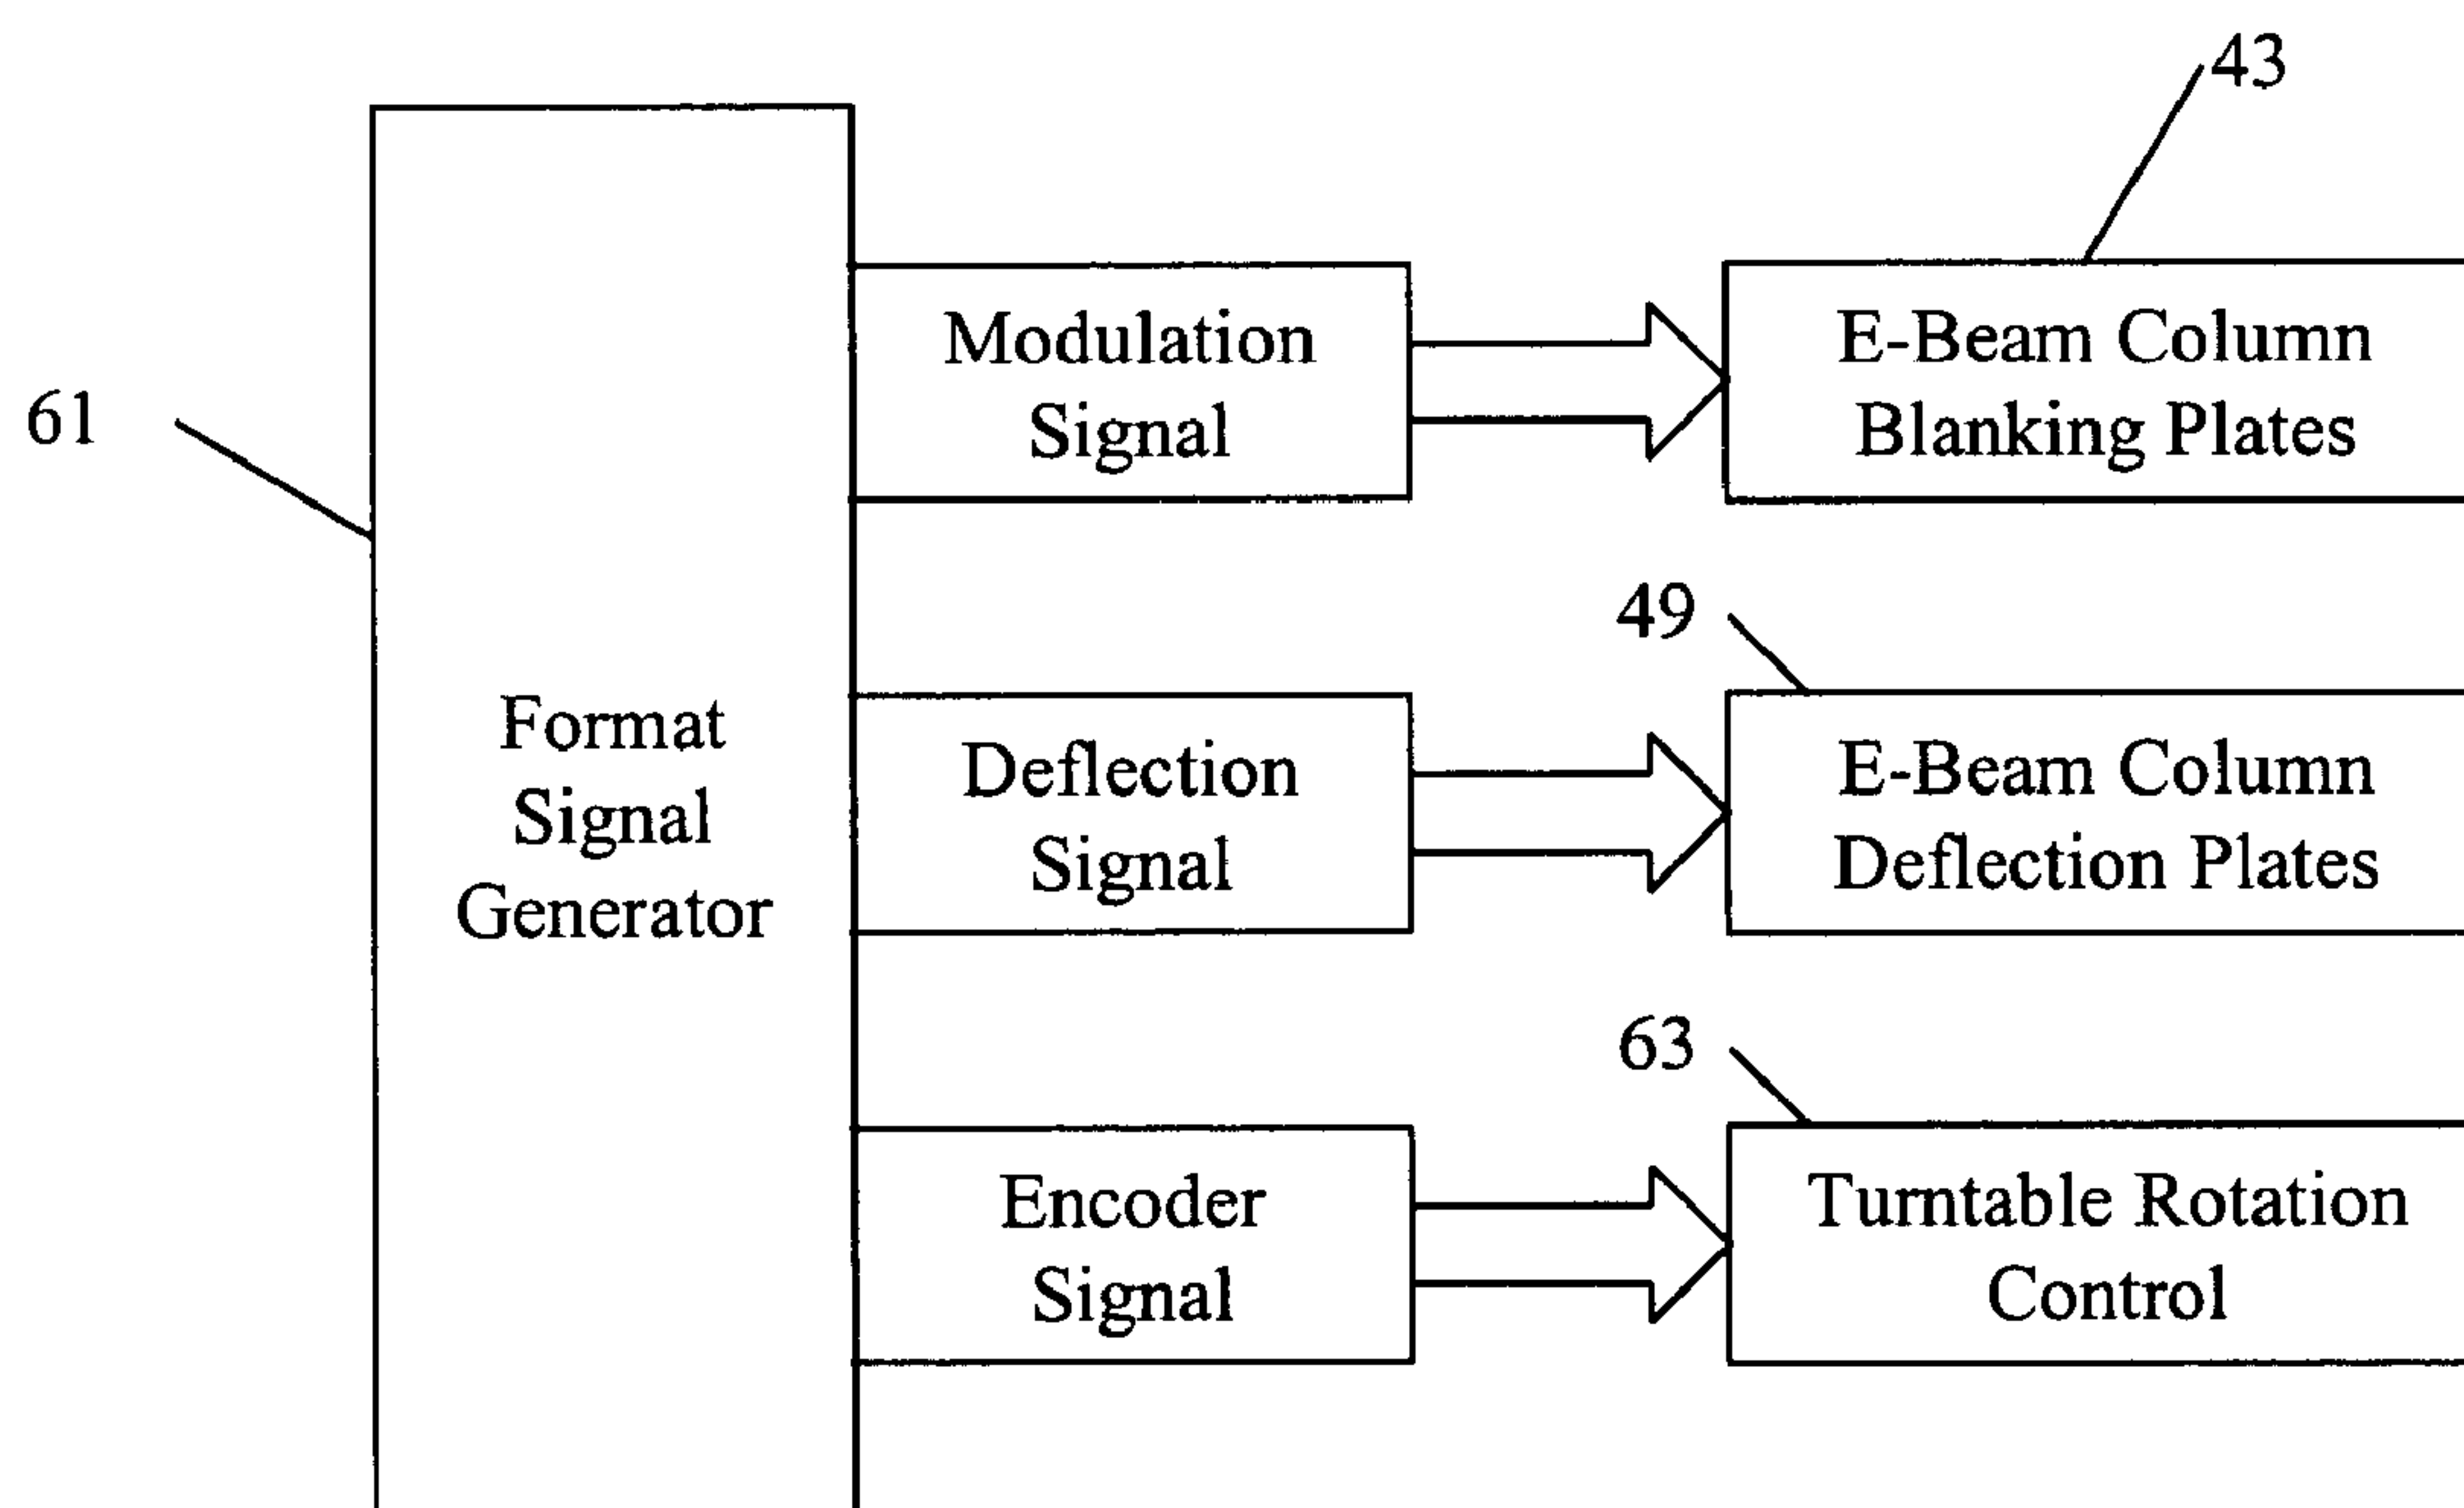 43
61
Modulation
Signal
E-Beam Column
Blanking Plates
49
Format
Signal
Generator
Deflection
Signal
E-Beam Column
Deflection Plates
63
Encoder
Signal
Turntable Rotation
Control